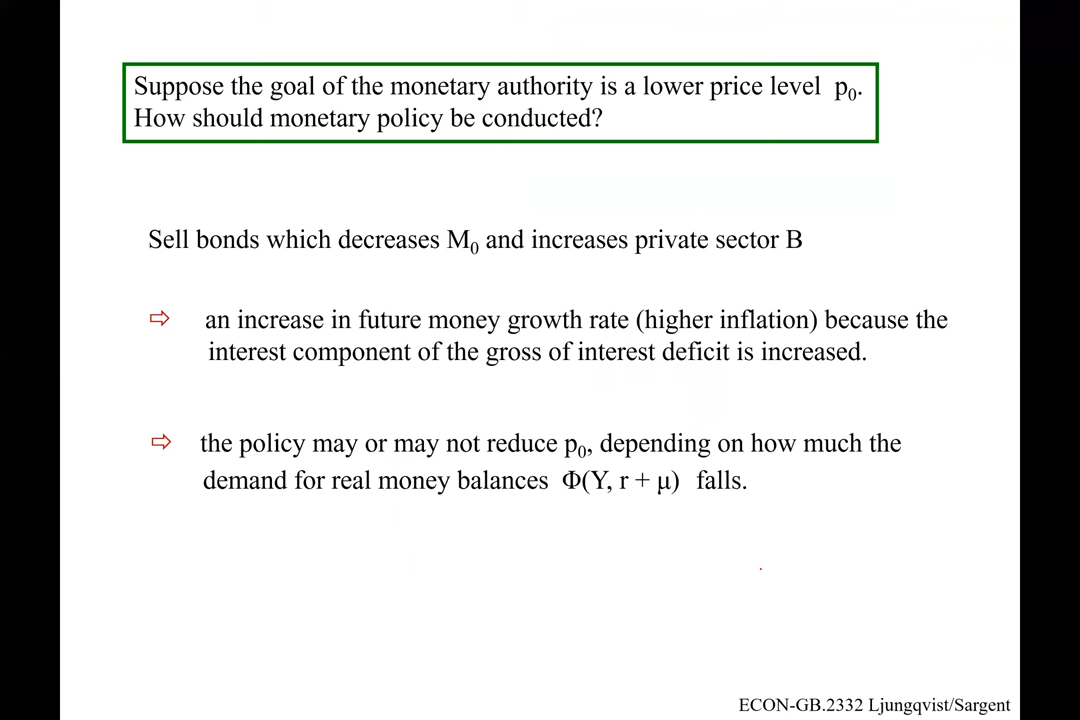 Suppose the goal of the monetary authority is a lower price level p₀.
How should monetary policy be conducted?
Sell bonds which decreases M₀ and increases private sector B
⇨ an increase in future money growth rate (higher inflation) because the
interest component of the gross of interest deficit is increased.
⇨ the policy may or may not reduce p₀, depending on how much the
demand for real money balances Φ(Y, r + μ) falls.
ECON-GB.2332 Ljungqvist/Sargent